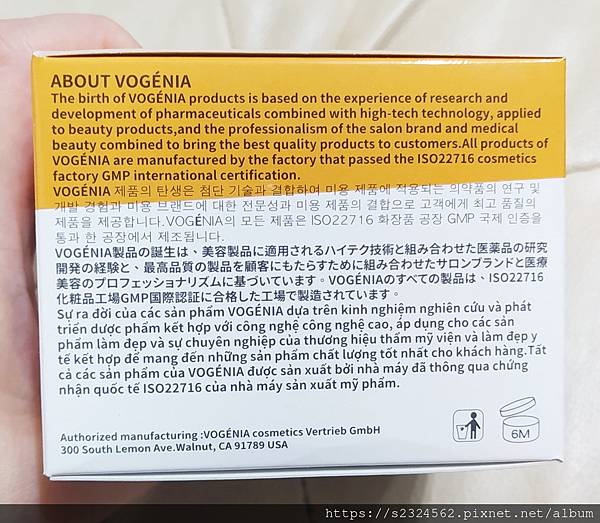 ABOUT VOGÉNIA
The birth of VOGÉNIA products is based on the experience of research and
development of pharmaceuticals combined with high-tech technology, applied
to beauty products,and the professionalism of the salon brand and medical
beauty combined to bring the best quality products to customers.All products of
VOGÉNIA are manufactured by the factory that passed the ISO22716 cosmetics
factory GMP international certification.
VOGÉNIA 제품의 탄생은 첨단 기술과 결합하여 미용 제품에 적용되는 의약품의 연구 및
개발 경험과 미용 브랜드에 대한 전문성과 미용 제품의 결합으로 고객에게 최고 품질의
제품을 제공합니다.VOGÉNIA의 모든 제품은 ISO22716 화장품 공장 GMP 국제 인증을
통과 한 공장에서 제조됩니다.
VOGÉNIA製品の誕生は、美容製品に適用されるハイテク技術と組み合わせた医薬品の研究
開発の経験と、最高品質の製品を顧客にもたらすために組み合わせたサロンブランドと医療
美容のプロフェッショナリズムに基づいています。VOGÉNIAのすべての製品は、ISO22716
化粧品工場GMP国際認証に合格した工場で製造されています。
Sự ra đời của các sản phẩm VOGÉNIA dựa trên kinh nghiệm nghiên cứu và phát
triển dược phẩm kết hợp với công nghệ công nghệ cao, áp dụng cho các sản
phẩm làm đẹp và sự chuyên nghiệp của thương hiệu thẩm mỹ viện và làm đẹp y
tế kết hợp để mang đến những sản phẩm chất lượng tốt nhất cho khách hàng.Tất
cả các sản phẩm của VOGÉNIA được sản xuất bởi nhà máy đã thông qua chứng
nhận quốc tế ISO22716 của nhà máy sản xuất mỹ phẩm.
Authorized manufacturing :VOGÉNIA cosmetics Vertrieb GmbH
300 South Lemon Ave.Walnut, CA 91789 USA
6M
https://s2324562.pixnet.net/album